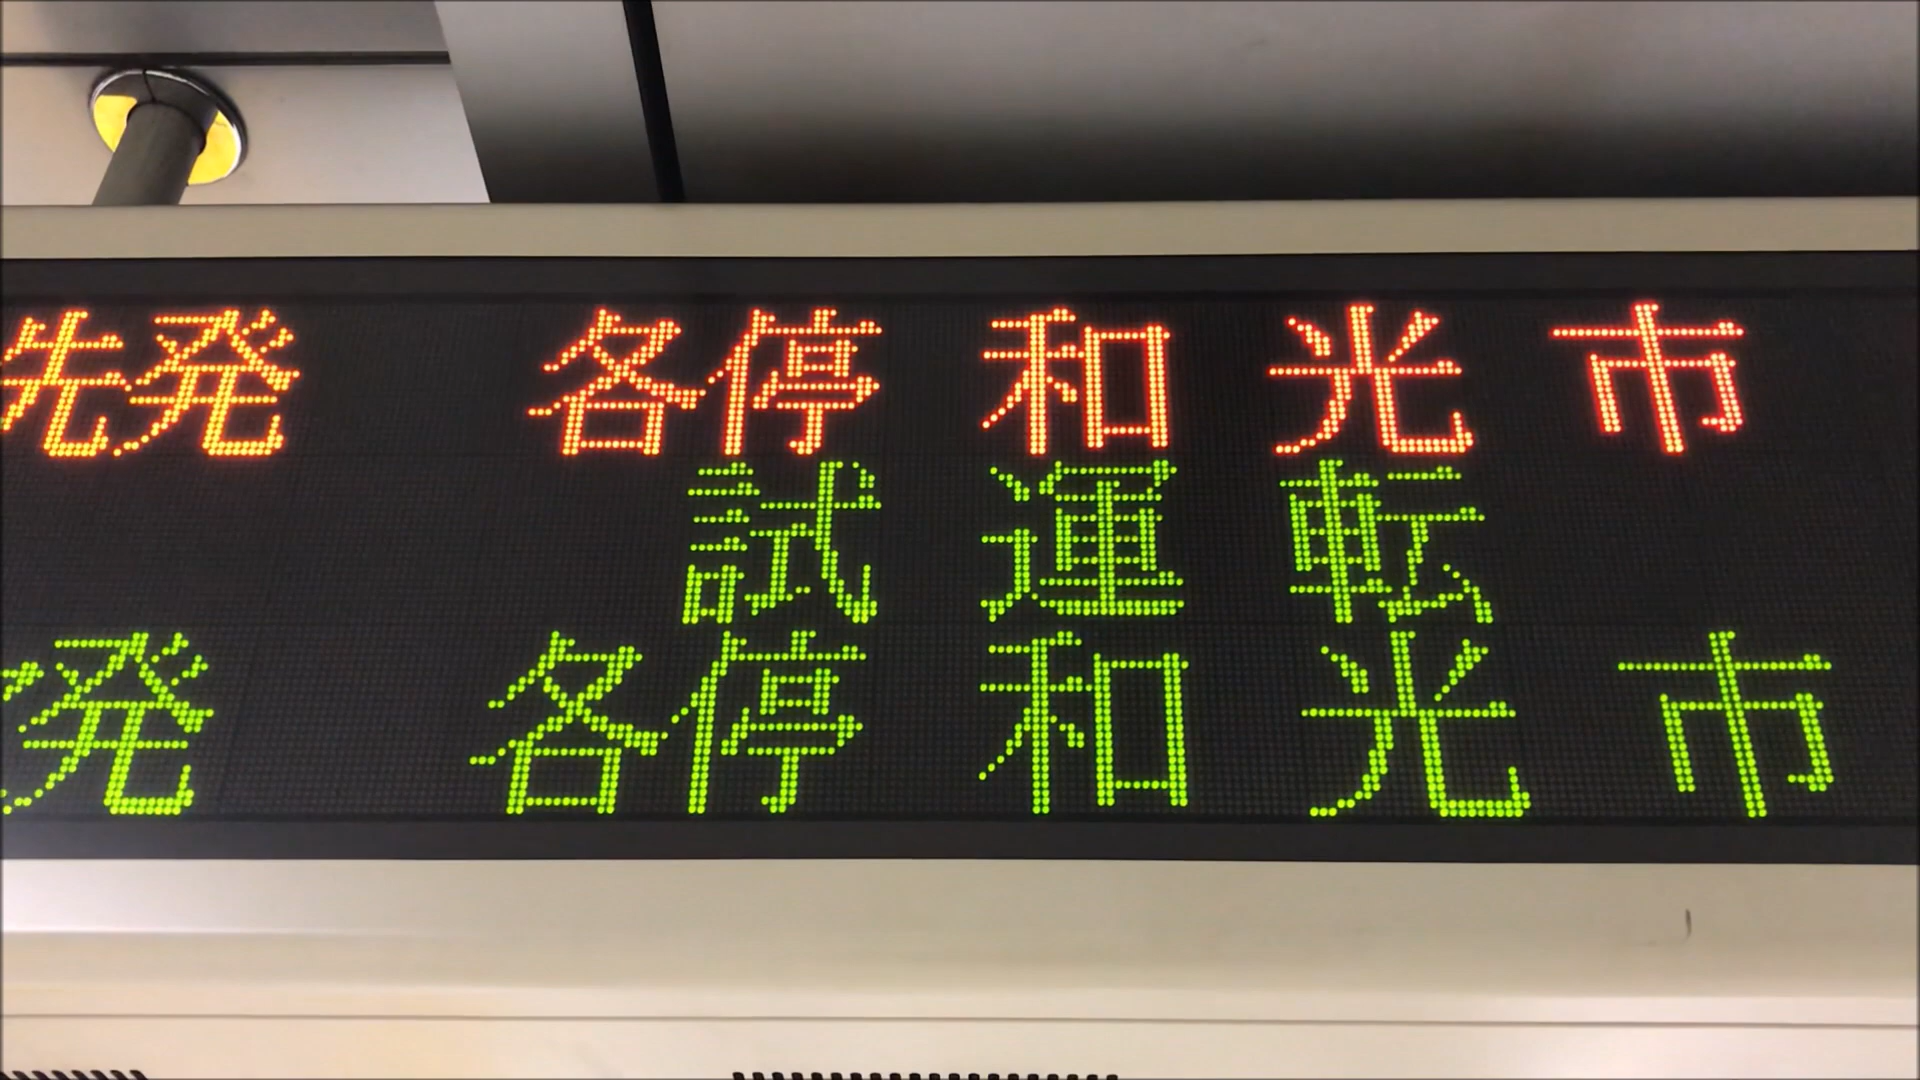 先発 各停 和光市
試運転
発 各停 和光市